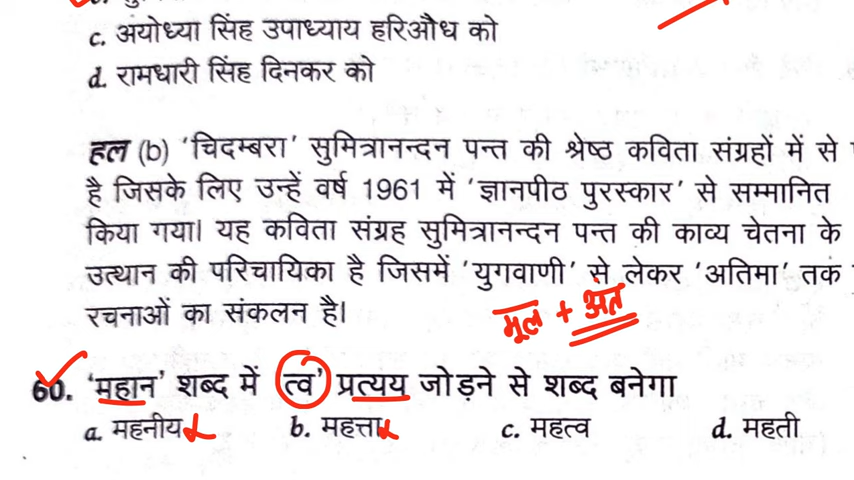 c. अयोध्या सिंह उपाध्याय हरिऔध को
d. रामधारी सिंह दिनकर को
हल (b) 'चिदम्बरा' सुमित्रानन्दन पन्त की श्रेष्ठ कविता संग्रहों में से
है जिसके लिए उन्हें वर्ष 1961 में 'ज्ञानपीठ पुरस्कार' से सम्मानित
किया गया। यह कविता संग्रह सुमित्रानन्दन पन्त की काव्य चेतना के
उत्थान की परिचायिका है जिसमें 'युगवाणी' से लेकर 'अतिमा' तक
रचनाओं का संकलन है।
मूल + अंत
60. 'महान' शब्द में त्व' प्रत्यय जोड़ने से शब्द बनेगा
a. महनीय b. महत्ता c. महत्व d. महती